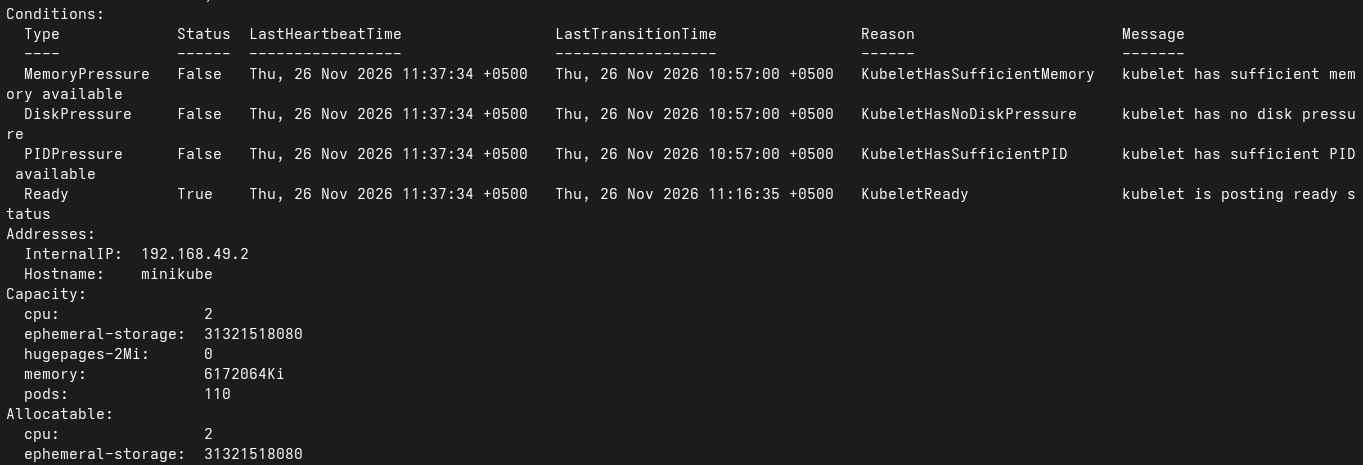 Conditions:
  Type             Status  LastHeartbeatTime                 LastTransitionTime                Reason                       Message
  ----             ------  -----------------                 ------------------                ------                       -------
  MemoryPressure   False   Thu, 26 Nov 2026 11:37:34 +0500   Thu, 26 Nov 2026 10:57:00 +0500   KubeletHasSufficientMemory   kubelet has sufficient mem
ory available
  DiskPressure     False   Thu, 26 Nov 2026 11:37:34 +0500   Thu, 26 Nov 2026 10:57:00 +0500   KubeletHasNoDiskPressure     kubelet has no disk pressu
re
  PIDPressure      False   Thu, 26 Nov 2026 11:37:34 +0500   Thu, 26 Nov 2026 10:57:00 +0500   KubeletHasSufficientPID      kubelet has sufficient PID
 available
  Ready            True    Thu, 26 Nov 2026 11:37:34 +0500   Thu, 26 Nov 2026 11:16:35 +0500   KubeletReady                 kubelet is posting ready s
tatus
Addresses:
  InternalIP:  192.168.49.2
  Hostname:    minikube
Capacity:
  cpu:                2
  ephemeral-storage:  31321518080
  hugepages-2Mi:      0
  memory:             6172064Ki
  pods:               110
Allocatable:
  cpu:                2
  ephemeral-storage:  31321518080